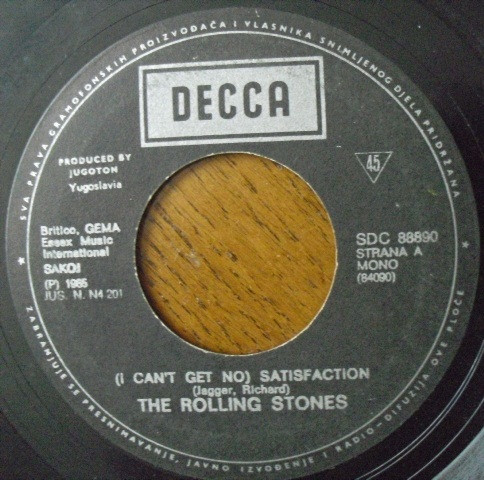 SVA PRAVA GRAMOFONSKIH PROIZVOĐAČA I VLASNIKA SNIMLJENOG DJELA PRIDRŽANA
DECCA
PRODUCED BY
JUGOTON
Yugoslavia
45
Britico, GEMA
Essex Music
International
SAKOJ
(P) 1965
JUS. N. N4 201
SDC 88890
STRANA A
MONO
(84090)
(I CAN'T GET NO) SATISFACTION
(Jagger, Richard)
THE ROLLING STONES
ZABRANJUJE SE PRESNIMAVANJE, JAVNO IZVOĐENJE I RADIO-DIFUZIJA OVE PLOČE